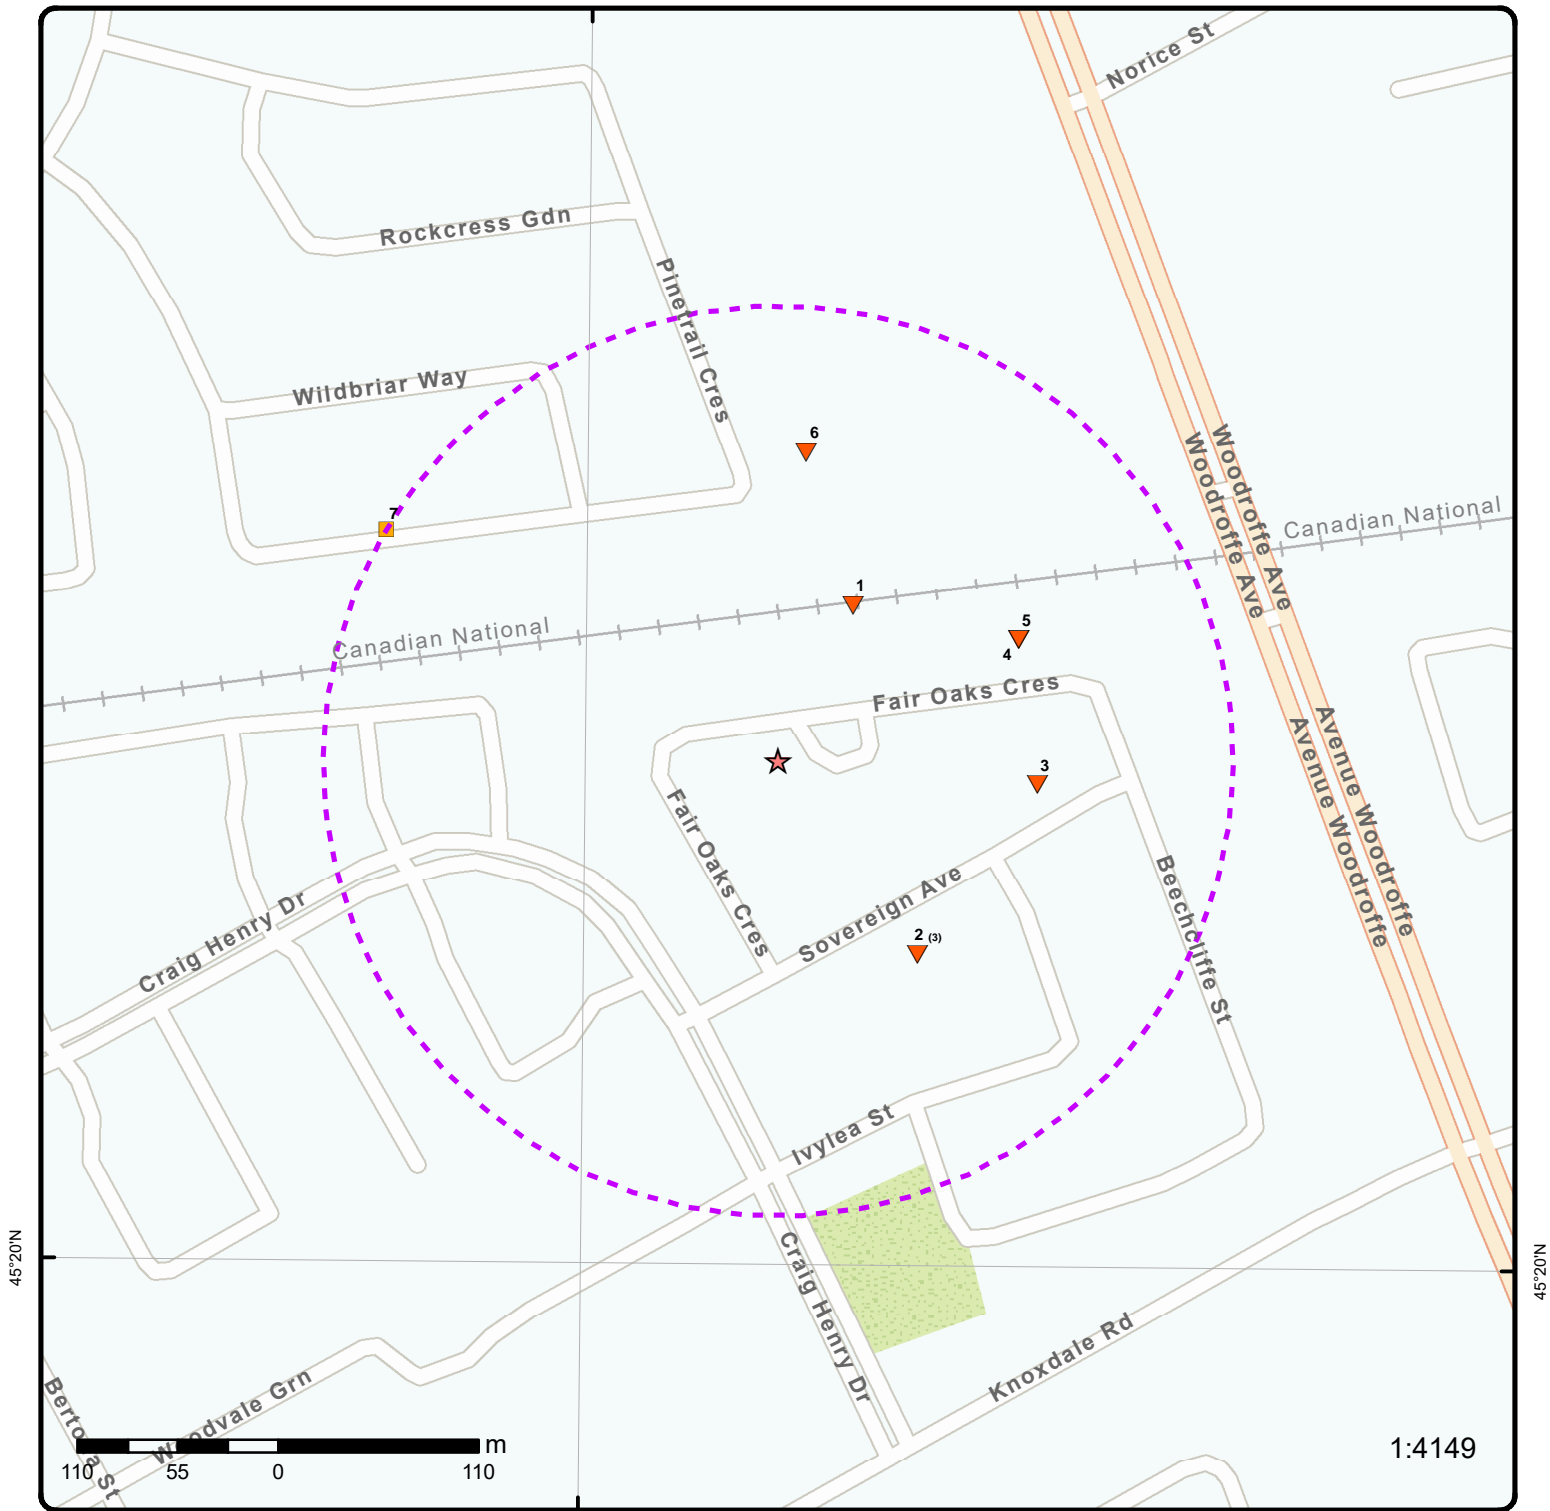 Norice St
Rockcress Gdn
Pinetrail Cres
Wildbriar Way
6
Woodroffe Ave
Woodroffe Ave
7
Canadian National
1
Canadian National
5
4
Fair Oaks Cres
3
Avenue Woodroffe
Avenue Woodroffe
Fair Oaks Cres
Beechcliffe St
Sovereign Ave
Craig Henry Dr
2 (3)
Ivylea St
45°20'N
45°20'N
Craig Henry Dr
Knoxdale Rd
Woodvale Grn
Bertona St
m
110 55 0 110
1:4149